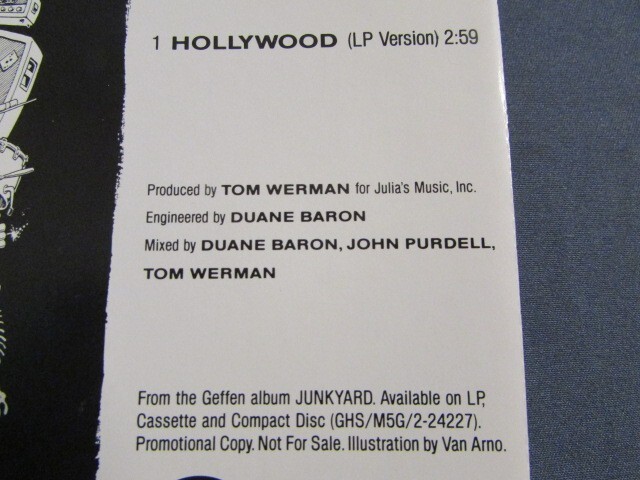 1 HOLLYWOOD (LP Version) 2:59
Produced by TOM WERMAN for Julia's Music, Inc.
Engineered by DUANE BARON
Mixed by DUANE BARON, JOHN PURDELL,
TOM WERMAN
From the Geffen album JUNKYARD. Available on LP,
Cassette and Compact Disc (GHS/M5G/2-24227).
Promotional Copy. Not For Sale. Illustration by Van Arno.